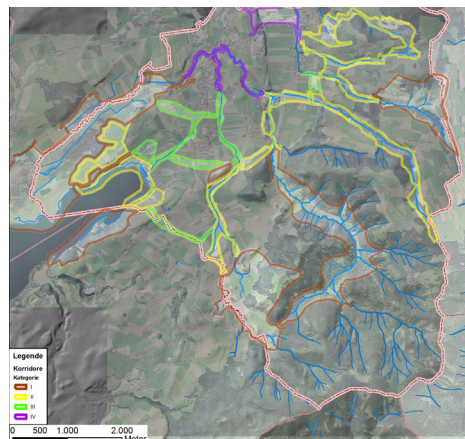 Legende
Korridore
Kategorie
I
II
III
IV
0 500 1.000 2.000
Meter